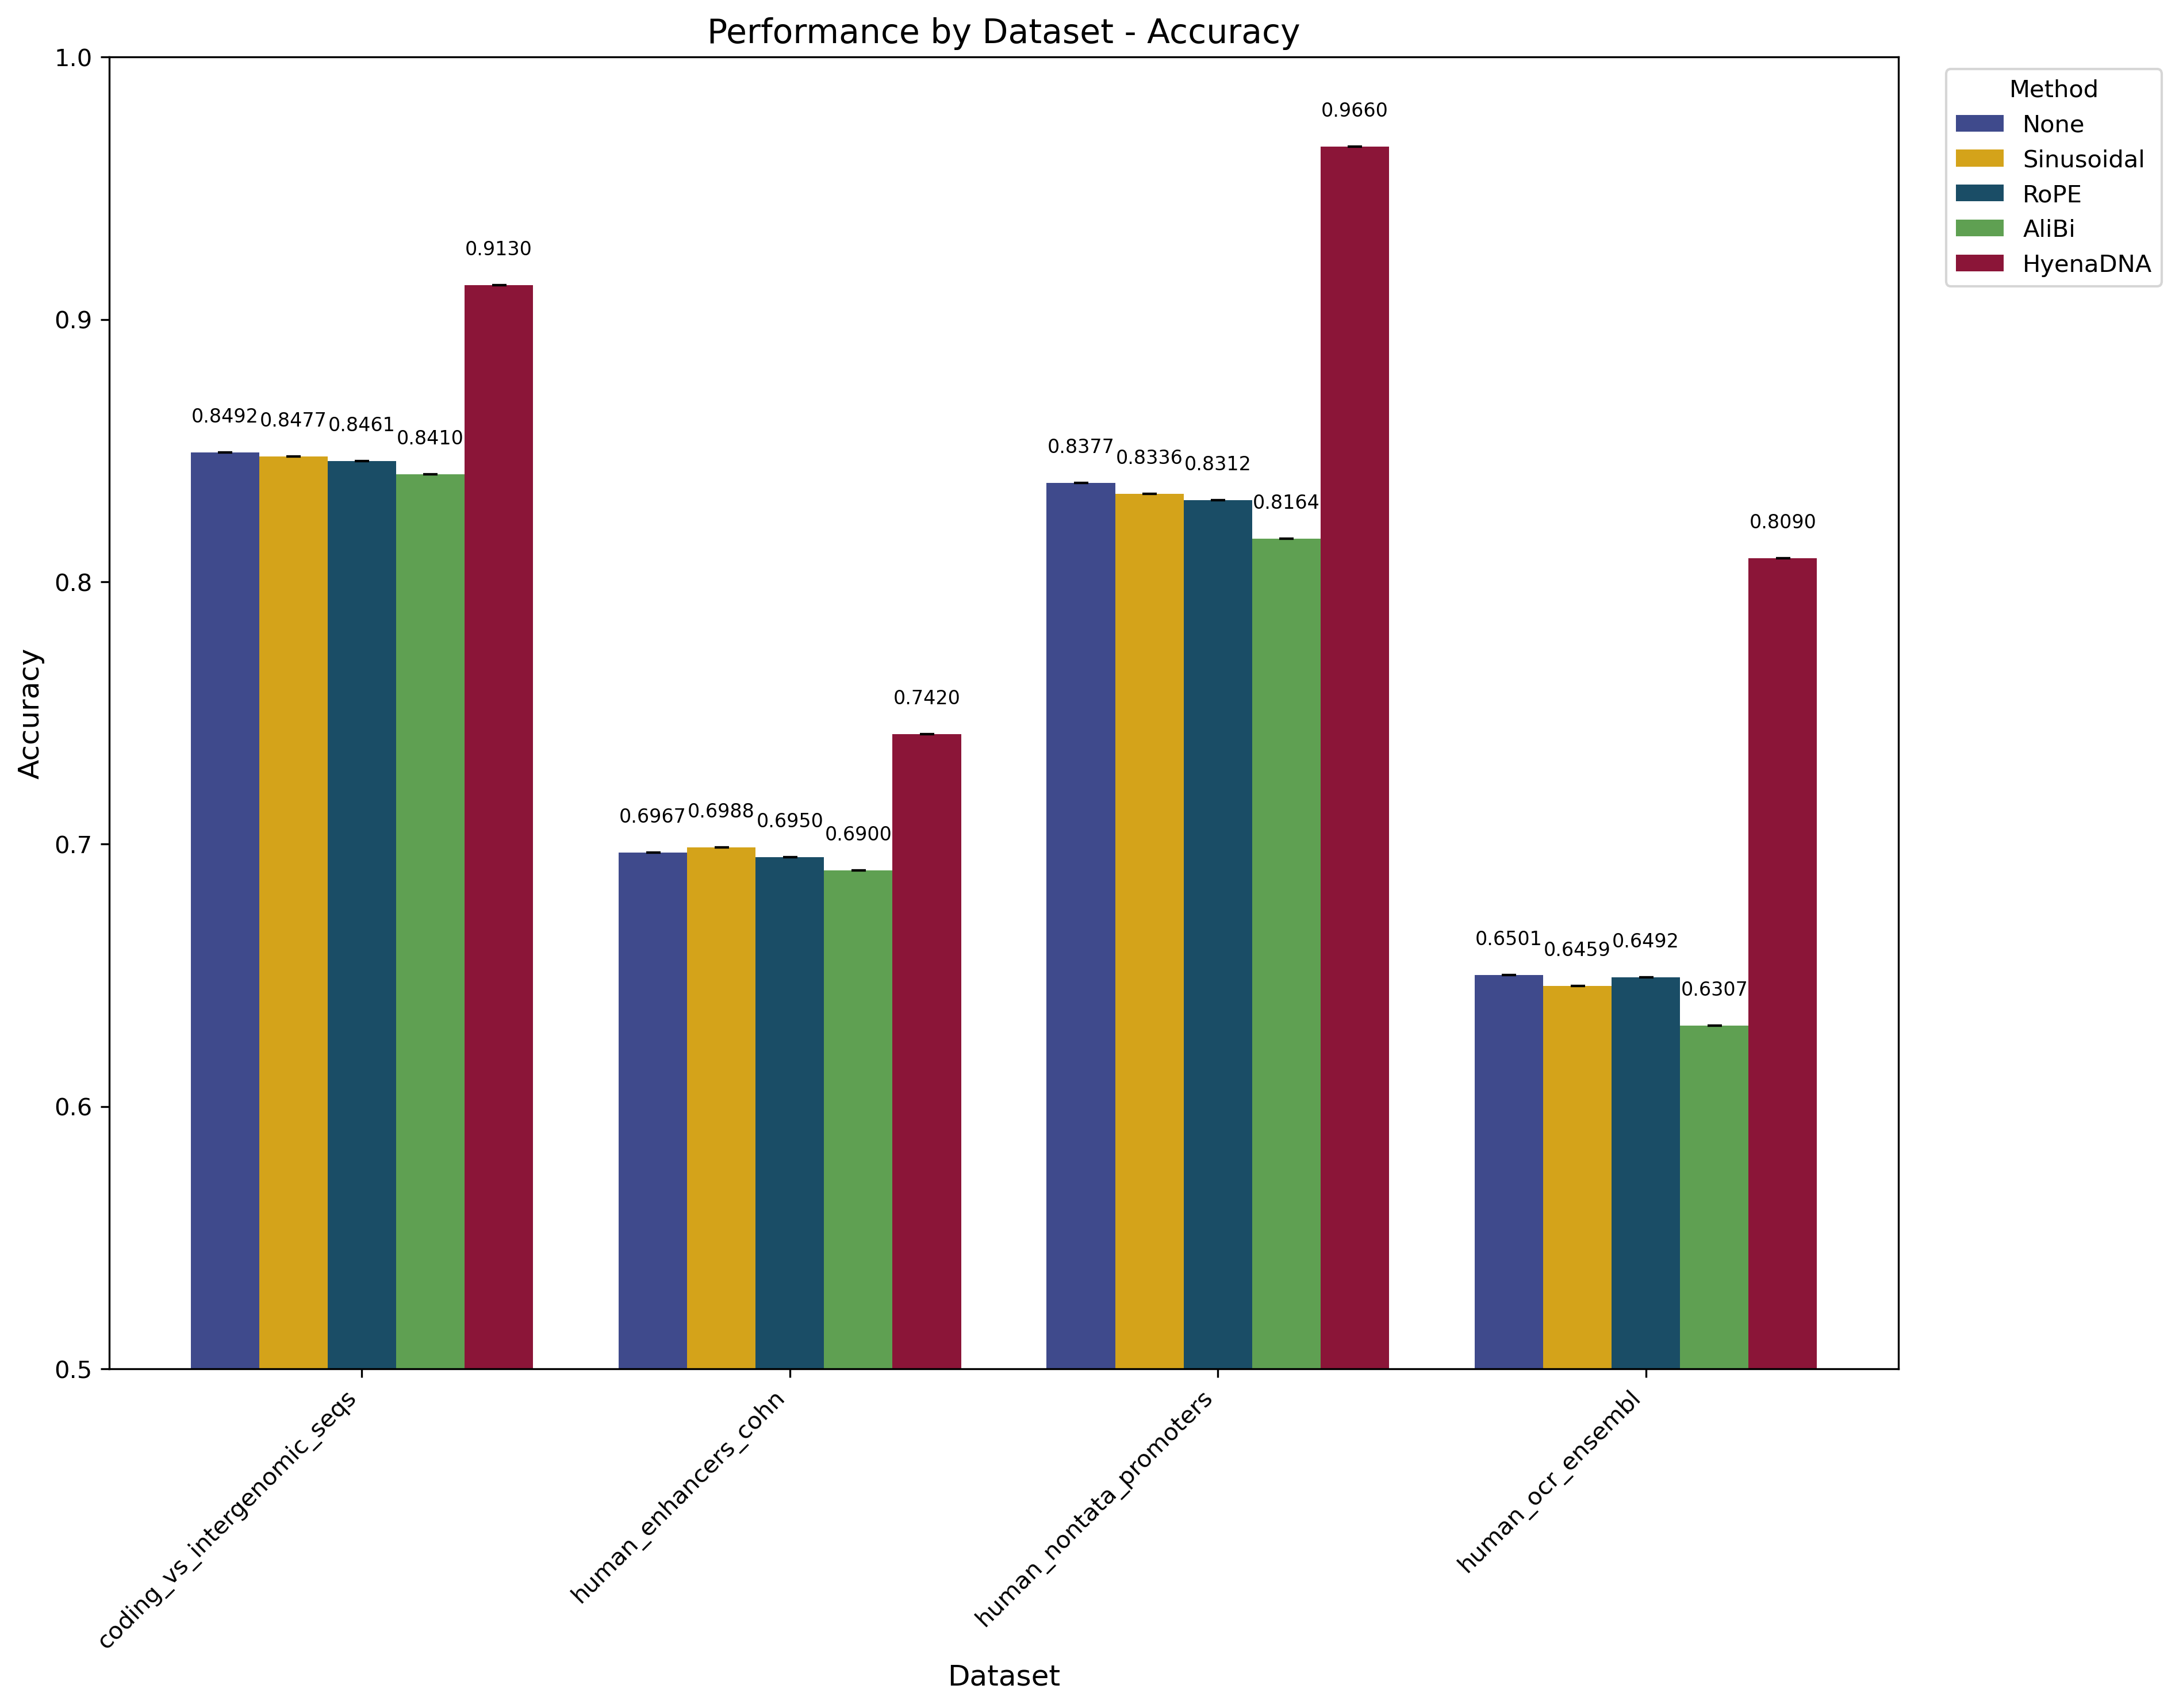 Performance by Dataset - Accuracy
Method
None
Sinusoidal
RoPE
AliBi
HyenaDNA
Accuracy
1.0
0.9
0.8
0.7
0.6
0.5
0.8492
0.8477
0.8461
0.8410
0.9130
0.6967
0.6988
0.6950
0.6900
0.7420
0.8377
0.8336
0.8312
0.8164
0.9660
0.6501
0.6459
0.6492
0.6307
0.8090
coding_vs_intergenomic_seqs
human_enhancers_cohn
human_nontata_promoters
human_ocr_ensembl
Dataset